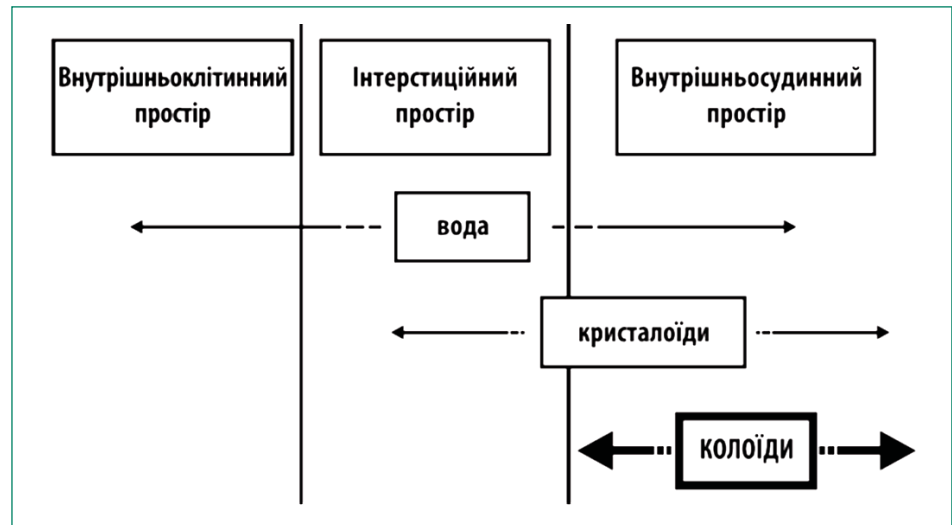 Внутрішньоклітинний
простір
Інтерстиційний
простір
Внутрішньосудинний
простір
вода
кристалоїди
КОЛОЇДИ